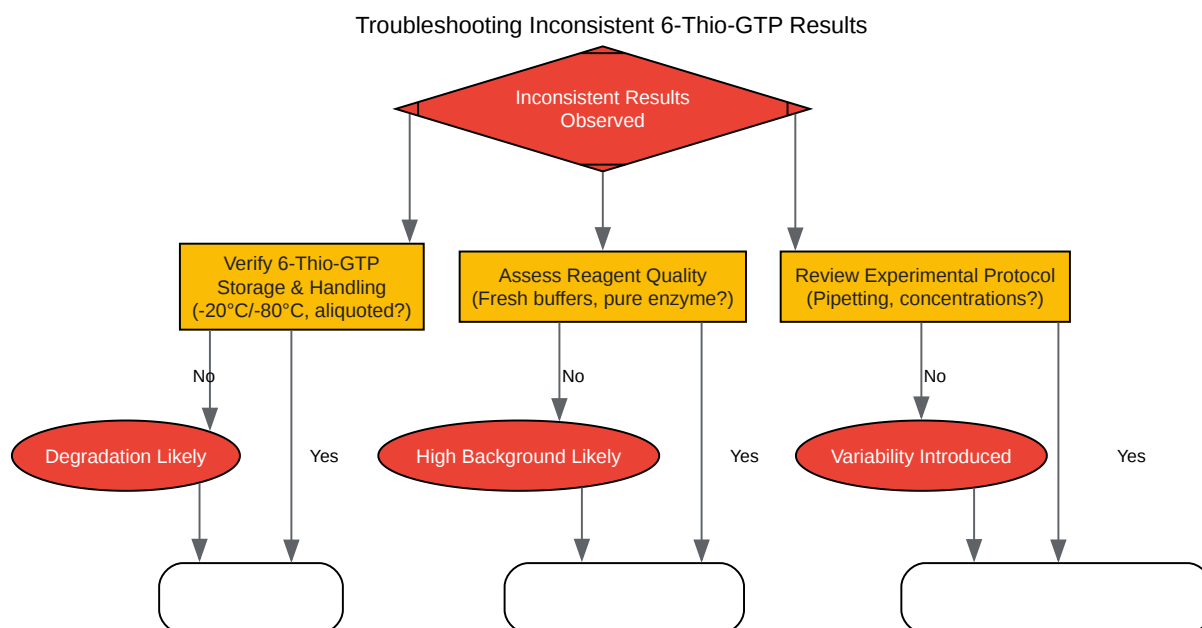 Troubleshooting Inconsistent 6-Thio-GTP Results
Inconsistent Results
Observed
Verify 6-Thio-GTP
Storage & Handling
(-20°C/-80°C, aliquoted?)
Assess Reagent Quality
(Fresh buffers, pure enzyme?)
Review Experimental Protocol
(Pipetting, concentrations?)
No
No
No
Degradation Likely
Yes
High Background Likely
Yes
Variability Introduced
Yes